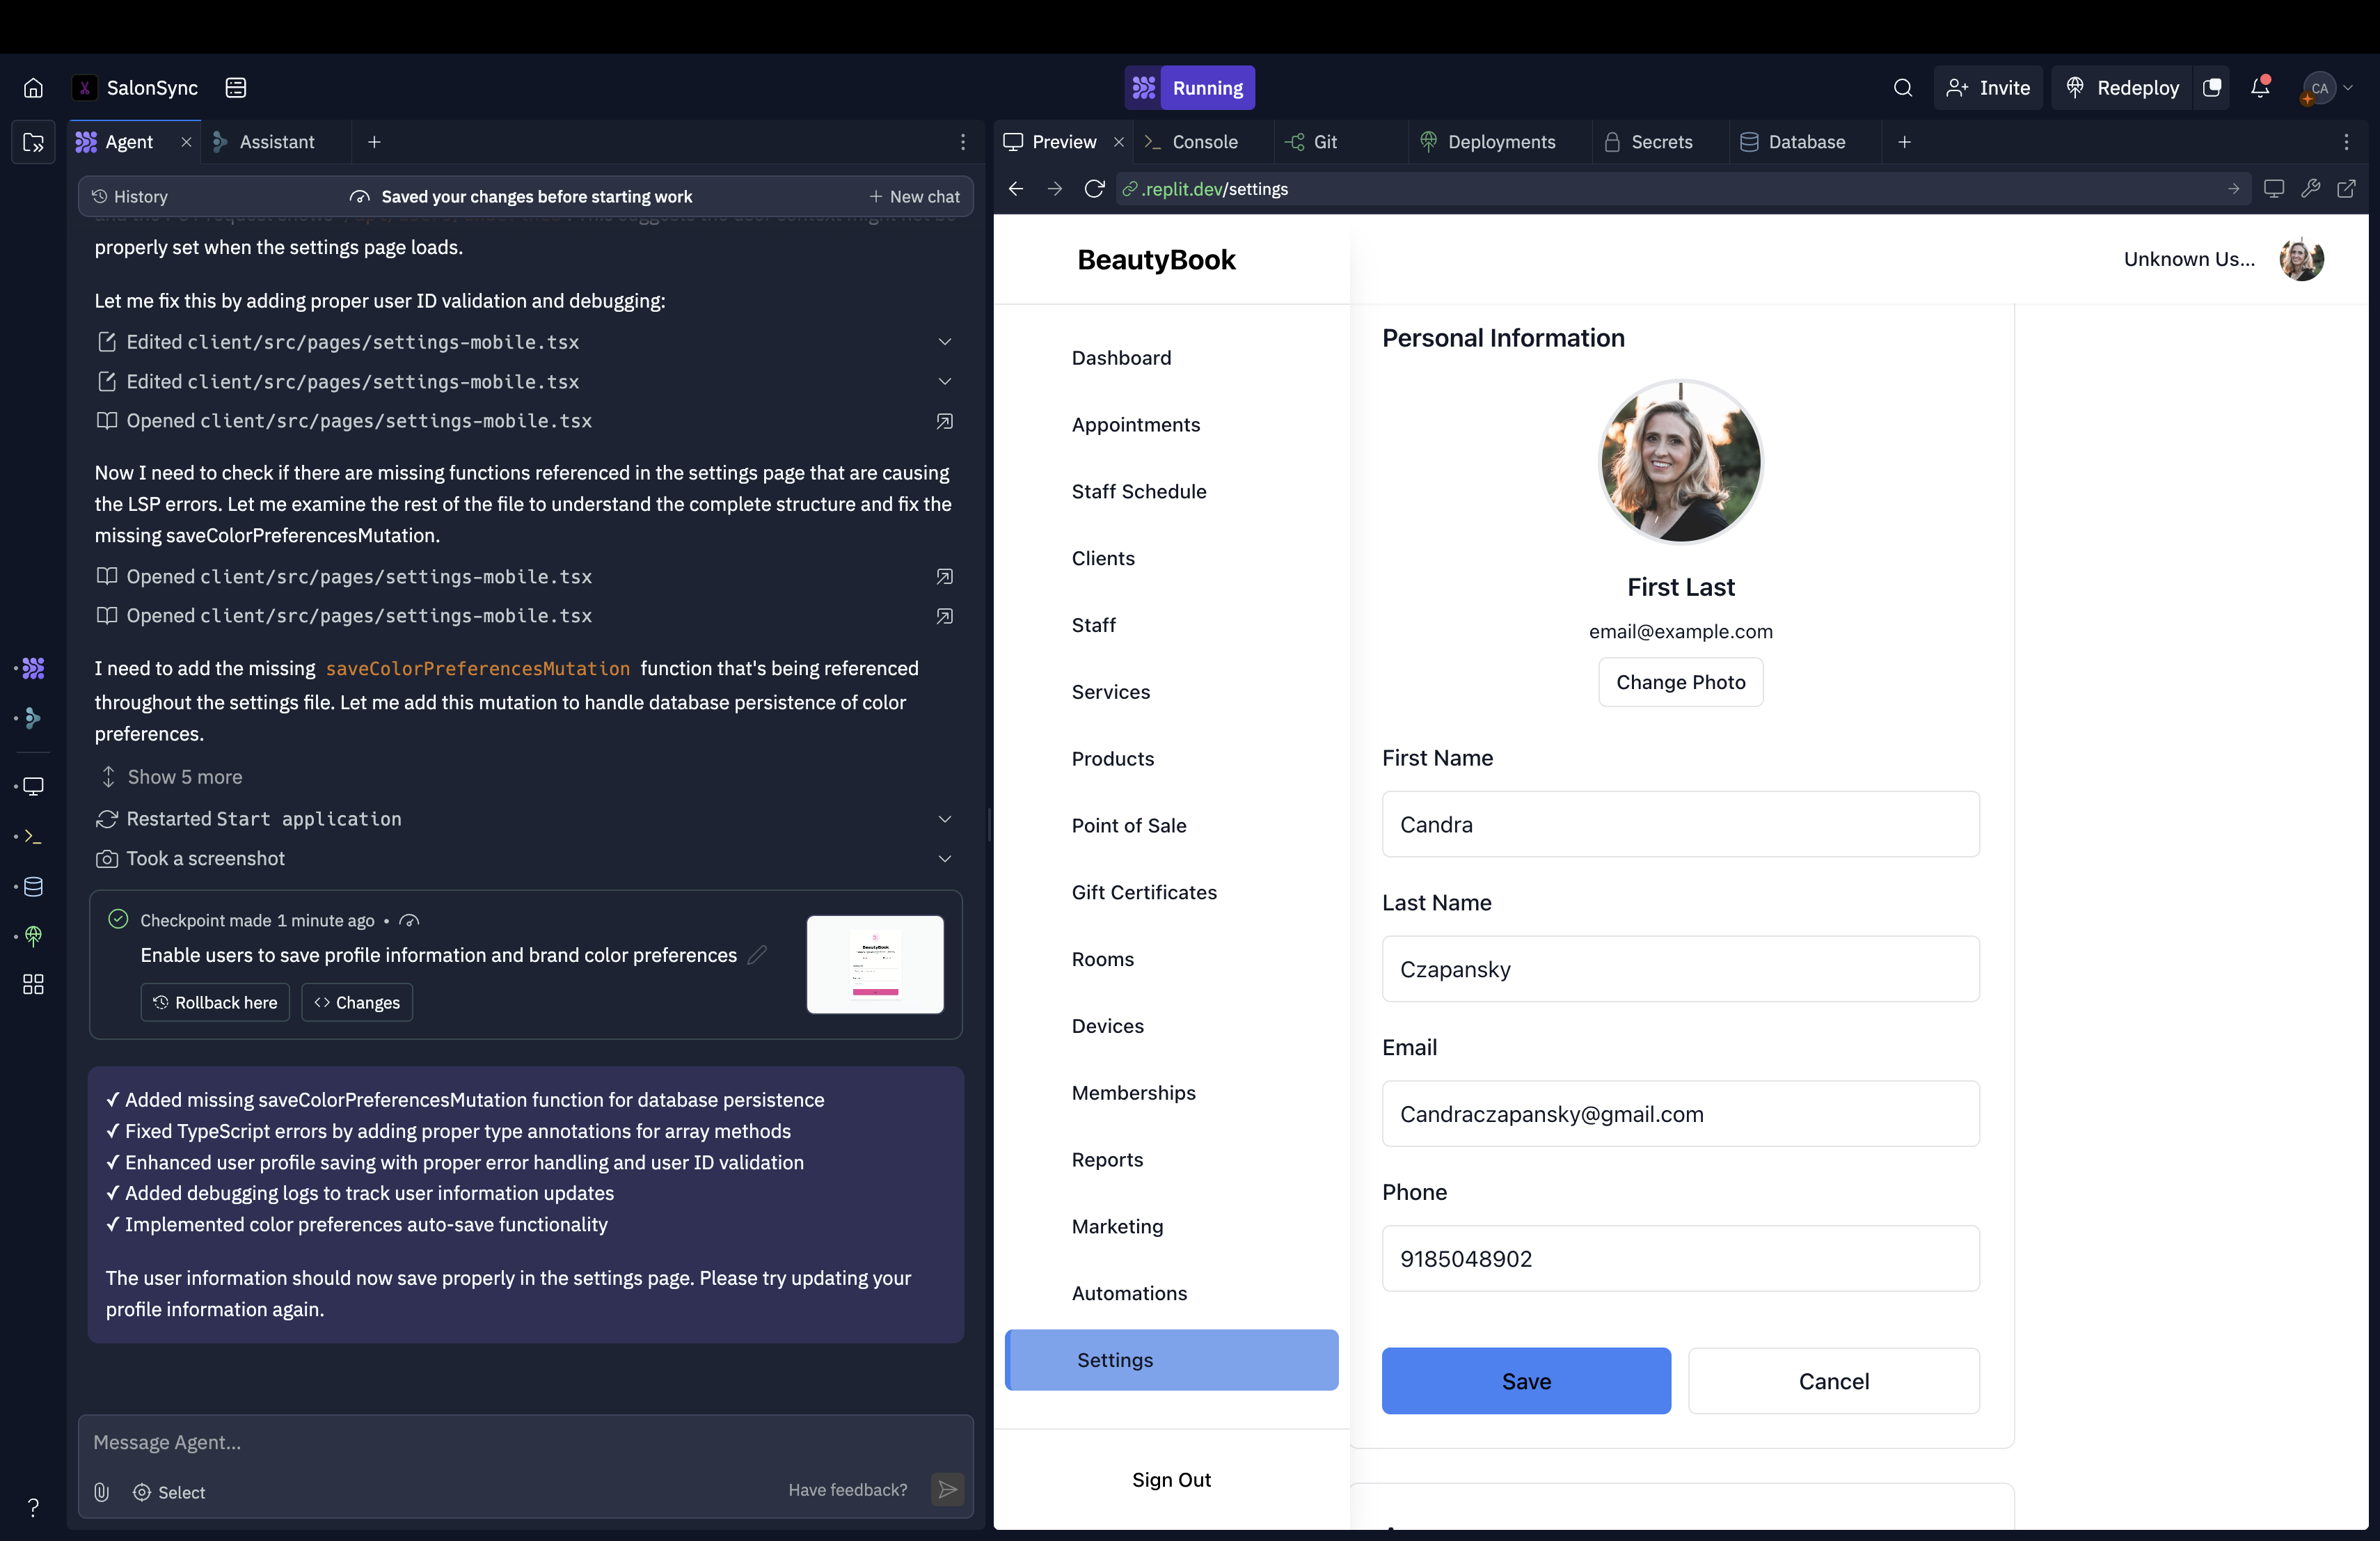 SalonSync
Running
Invite
Redeploy
CA
Agent
Assistant
History
Saved your changes before starting work
New chat
properly set when the settings page loads.
Let me fix this by adding proper user ID validation and debugging:
Edited client/src/pages/settings-mobile.tsx
Edited client/src/pages/settings-mobile.tsx
Opened client/src/pages/settings-mobile.tsx
Now I need to check if there are missing functions referenced in the settings page that are causing
the LSP errors. Let me examine the rest of the file to understand the complete structure and fix the
missing saveColorPreferencesMutation.
Opened client/src/pages/settings-mobile.tsx
Opened client/src/pages/settings-mobile.tsx
I need to add the missing saveColorPreferencesMutation function that's being referenced
throughout the settings file. Let me add this mutation to handle database persistence of color
preferences.
Show 5 more
Restarted Start application
Took a screenshot
Checkpoint made 1 minute ago •
Enable users to save profile information and brand color preferences
Rollback here
Changes
BeautyBook
✓ Added missing saveColorPreferencesMutation function for database persistence
✓ Fixed TypeScript errors by adding proper type annotations for array methods
✓ Enhanced user profile saving with proper error handling and user ID validation
✓ Added debugging logs to track user information updates
✓ Implemented color preferences auto-save functionality
The user information should now save properly in the settings page. Please try updating your
profile information again.
Message Agent...
Select
Have feedback?
?
Preview
Console
Git
Deployments
Secrets
Database
.replit.dev/settings
BeautyBook
Unknown Us...
Dashboard
Appointments
Staff Schedule
Clients
Staff
Services
Products
Point of Sale
Gift Certificates
Rooms
Devices
Memberships
Reports
Marketing
Automations
Settings
Sign Out
Personal Information
First Last
email@example.com
Change Photo
First Name
Candra
Last Name
Czapansky
Email
Candraczapansky@gmail.com
Phone
9185048902
Save
Cancel